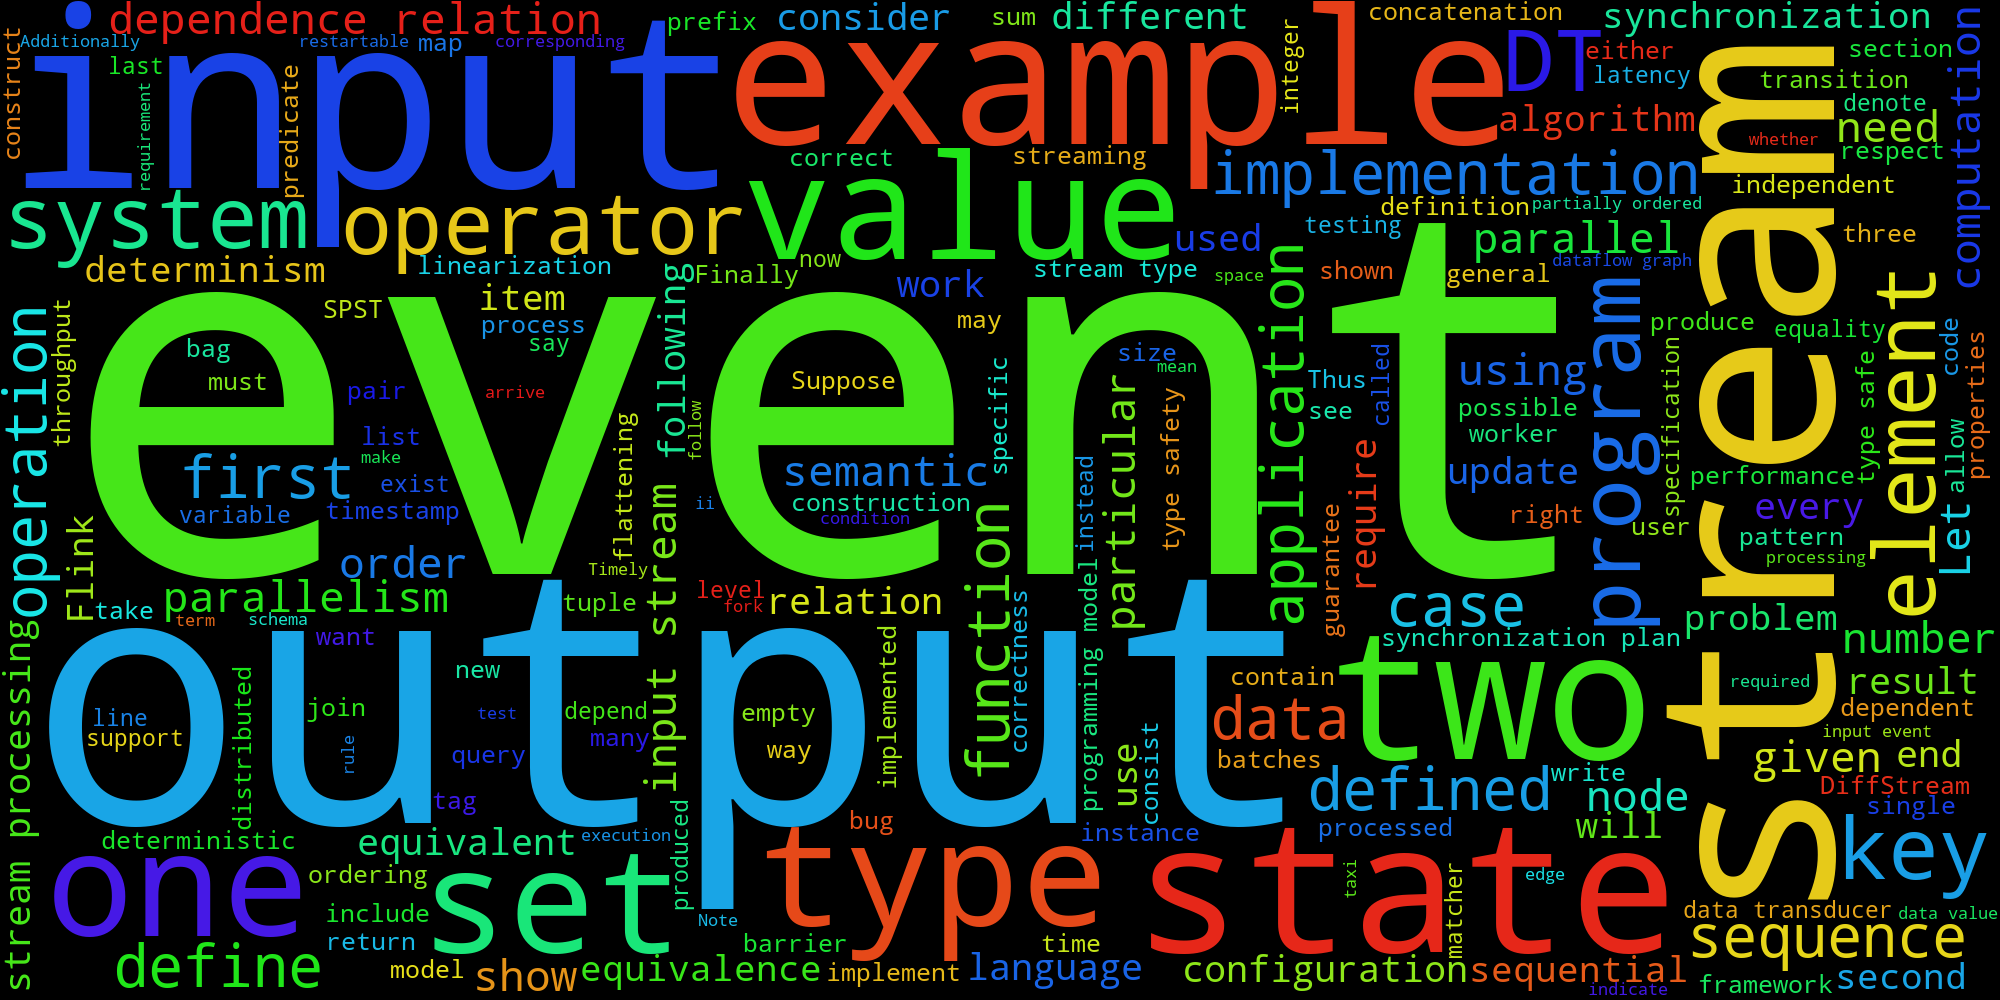 dependence relation
prefix
consider
sum
different
concatenation
synchronization
Additionally
restartable
map
corresponding
input
example
DT
either
section
construct
last
integer
latency
transition
computation
requirement
predicate
algorithm
denote
need
whether
respect
correct
streaming
value
implementation
independent
stream
system
operator
definition
partially ordered
used
testing
parallel
three
determinism
linearization
Finally
now
stream type
space
shown
general
dataflow graph
work
item
SPST
process
say
may
following
application
program
produce
equality
element
code
properties
operation
throughput
bag
must
event
pair
arrive
Suppose
size
mean
specific
particular
type safety
Thus
see
called
using
possible
worker
specification
type safe
list
make
exist
follow
flattening
first
semantic
construction
condition
ii
variable
timestamp
instead
require
update
performance
allow
every
right
user
pattern
processing
Let
Flink
order
Timely
input stream
function
guarantee
level
fork
relation
tuple
parallelism
take
term
schema
case
problem
number
synchronization plan
stream processing
want
output
new
implemented
correctness
programming model
two
contain
required
result
data
dependent
distributed
join
line
support
test
depend
many
empty
way
rule
query
use
consist
batches
input event
given
end
tag
defined
write
node
DiffStream
single
deterministic
equivalent
execution
produced
bug
instance
processed
will
key
one
ordering
set
type
state
taxi
matcher
edge
include
return
Note
barrier
time
data transducer
data value
sequence
define
model
show
equivalence
implement
language
configuration
sequential
indicate
framework
second